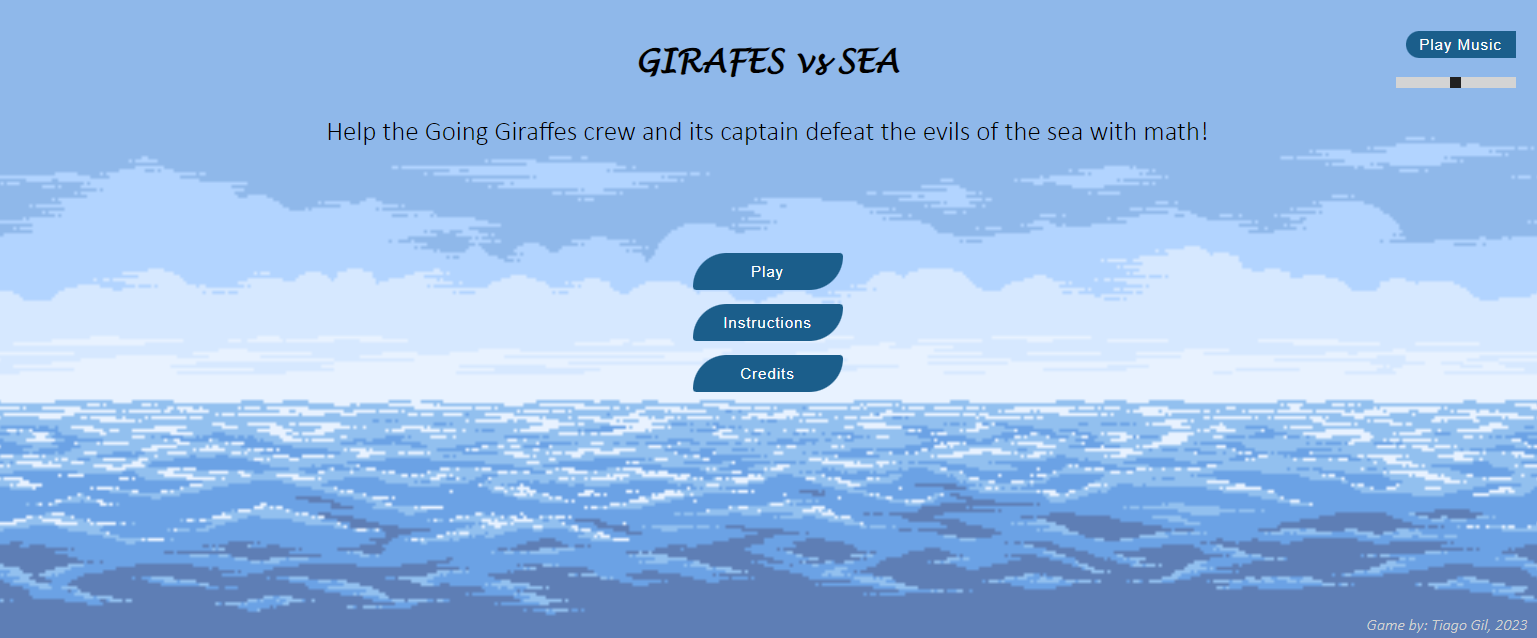 GIRAFES vs SEA
Play Music
Help the Going Giraffes crew and its captain defeat the evils of the sea with math!
Play
Instructions
Credits
Game by: Tiago Gil, 2023